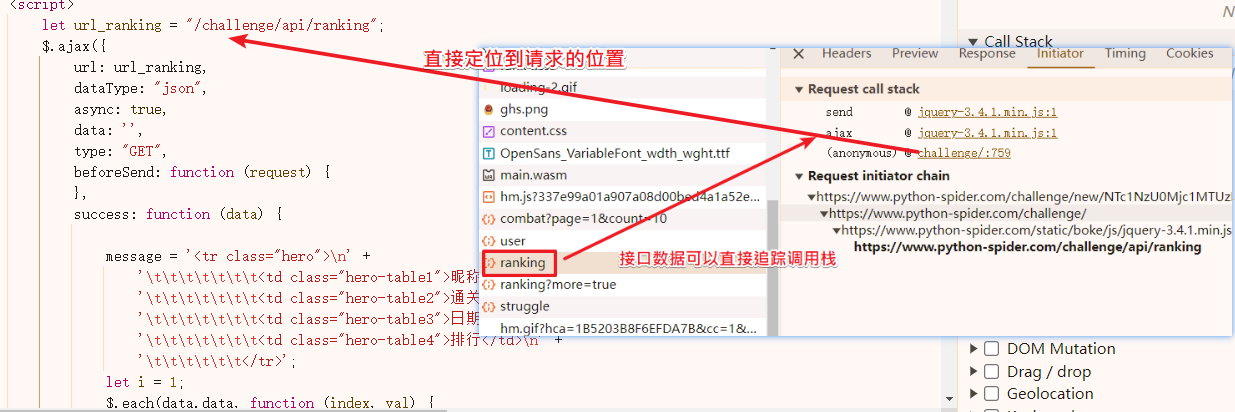 <script>
let url_ranking = "/challenge/api/ranking";
$.ajax({
url: url_ranking,
dataType: "json",
async: true,
data: '',
type: "GET",
beforeSend: function (request) {
},
success: function (data) {
message = '<tr class="hero">\n' +
'\t\t\t\t\t\t\t<td class="hero-table1">昵称
'\t\t\t\t\t\t\t<td class="hero-table2">通关
'\t\t\t\t\t\t\t<td class="hero-table3">日期
'\t\t\t\t\t\t\t<td class="hero-table4">排行</td>\n' +
'\t\t\t\t\t\t</tr>';
let i = 1;
$.each(data.data, function (index, val) {
直接定位到请求的位置
loading-2.gif
ghs.png
content.css
OpenSans_VariableFont_wdth_wght.ttf
main.wasm
hm.js?337e99a01a907a08d00bed4a1a52e...
combat?page=1&count=10
user
ranking
ranking?more=true
struggle
hm.gif?hca=1B5203B8F6EFDA7B&cc=1&...
接口数据可以直接追踪调用栈
Headers Preview Response Initiator Timing Cookies
Request call stack
send @ jquery-3.4.1.min.js:1
ajax @ jquery-3.4.1.min.js:1
(anonymous) @ challenge/:759
Request initiator chain
https://www.python-spider.com/challenge/new/NTc1NzU0Mjc1MTUz
https://www.python-spider.com/challenge/
https://www.python-spider.com/static/boke/js/jquery-3.4.1.min.js
https://www.python-spider.com/challenge/api/ranking
Call Stack
DOM Mutation
Drag / drop
Geolocation